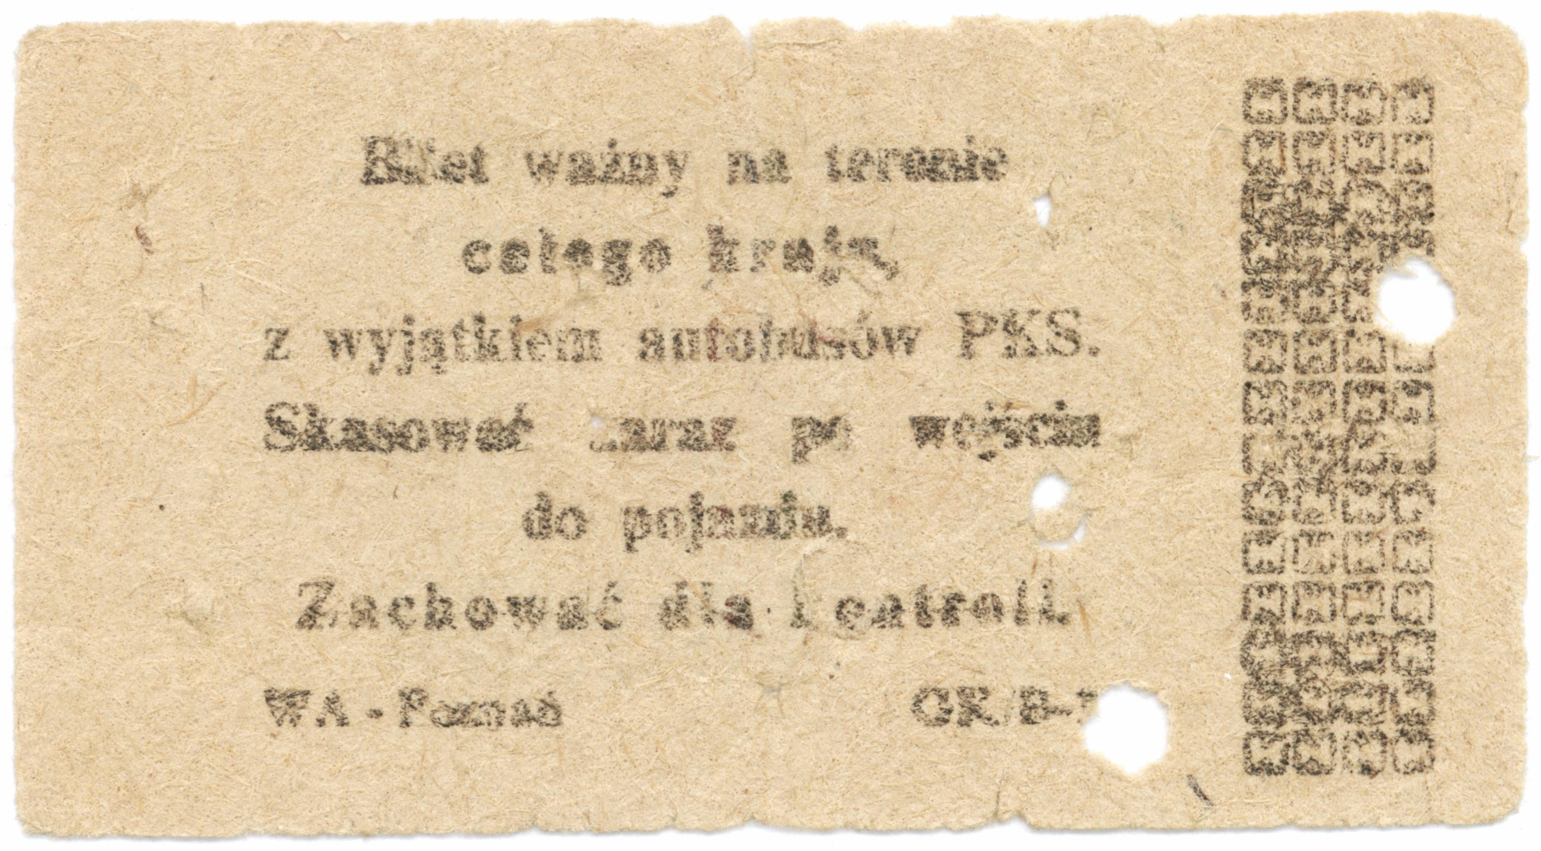 Bilet ważny na terenie
całego kraju,
z wyjątkiem autobusów PKS.
Skasować zaraz po wejściu
do pojazdu.
Zachować dla kontroli.
WA - Poznań GK/B-